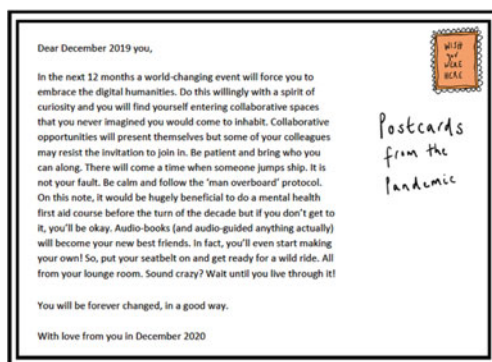 Dear December 2019 you,
In the next 12 months a world-changing event will force you to
embrace the digital humanities. Do this willingly with a spirit of
curiosity and you will find yourself entering collaborative spaces
that you never imagined you would come to inhabit. Collaborative
opportunities will present themselves but some of your colleagues
may resist the invitation to join in. Be patient and bring who you
can along. There will come a time when someone jumps ship. It is
not your fault. Be calm and follow the ‘man overboard’ protocol.
On this note, it would be hugely beneficial to do a mental health
first aid course before the turn of the decade but if you don’t get to
it, you’ll be okay. Audio-books (and audio-guided anything actually)
will become your new best friends. In fact, you’ll even start making
your own! So, put your seatbelt on and get ready for a wild ride. All
from your lounge room. Sound crazy? Wait until you live through it!
You will be forever changed, in a good way.
With love from you in December 2020
WISH
YOU
WERE
HERE
Postcards
from the
Pandemic